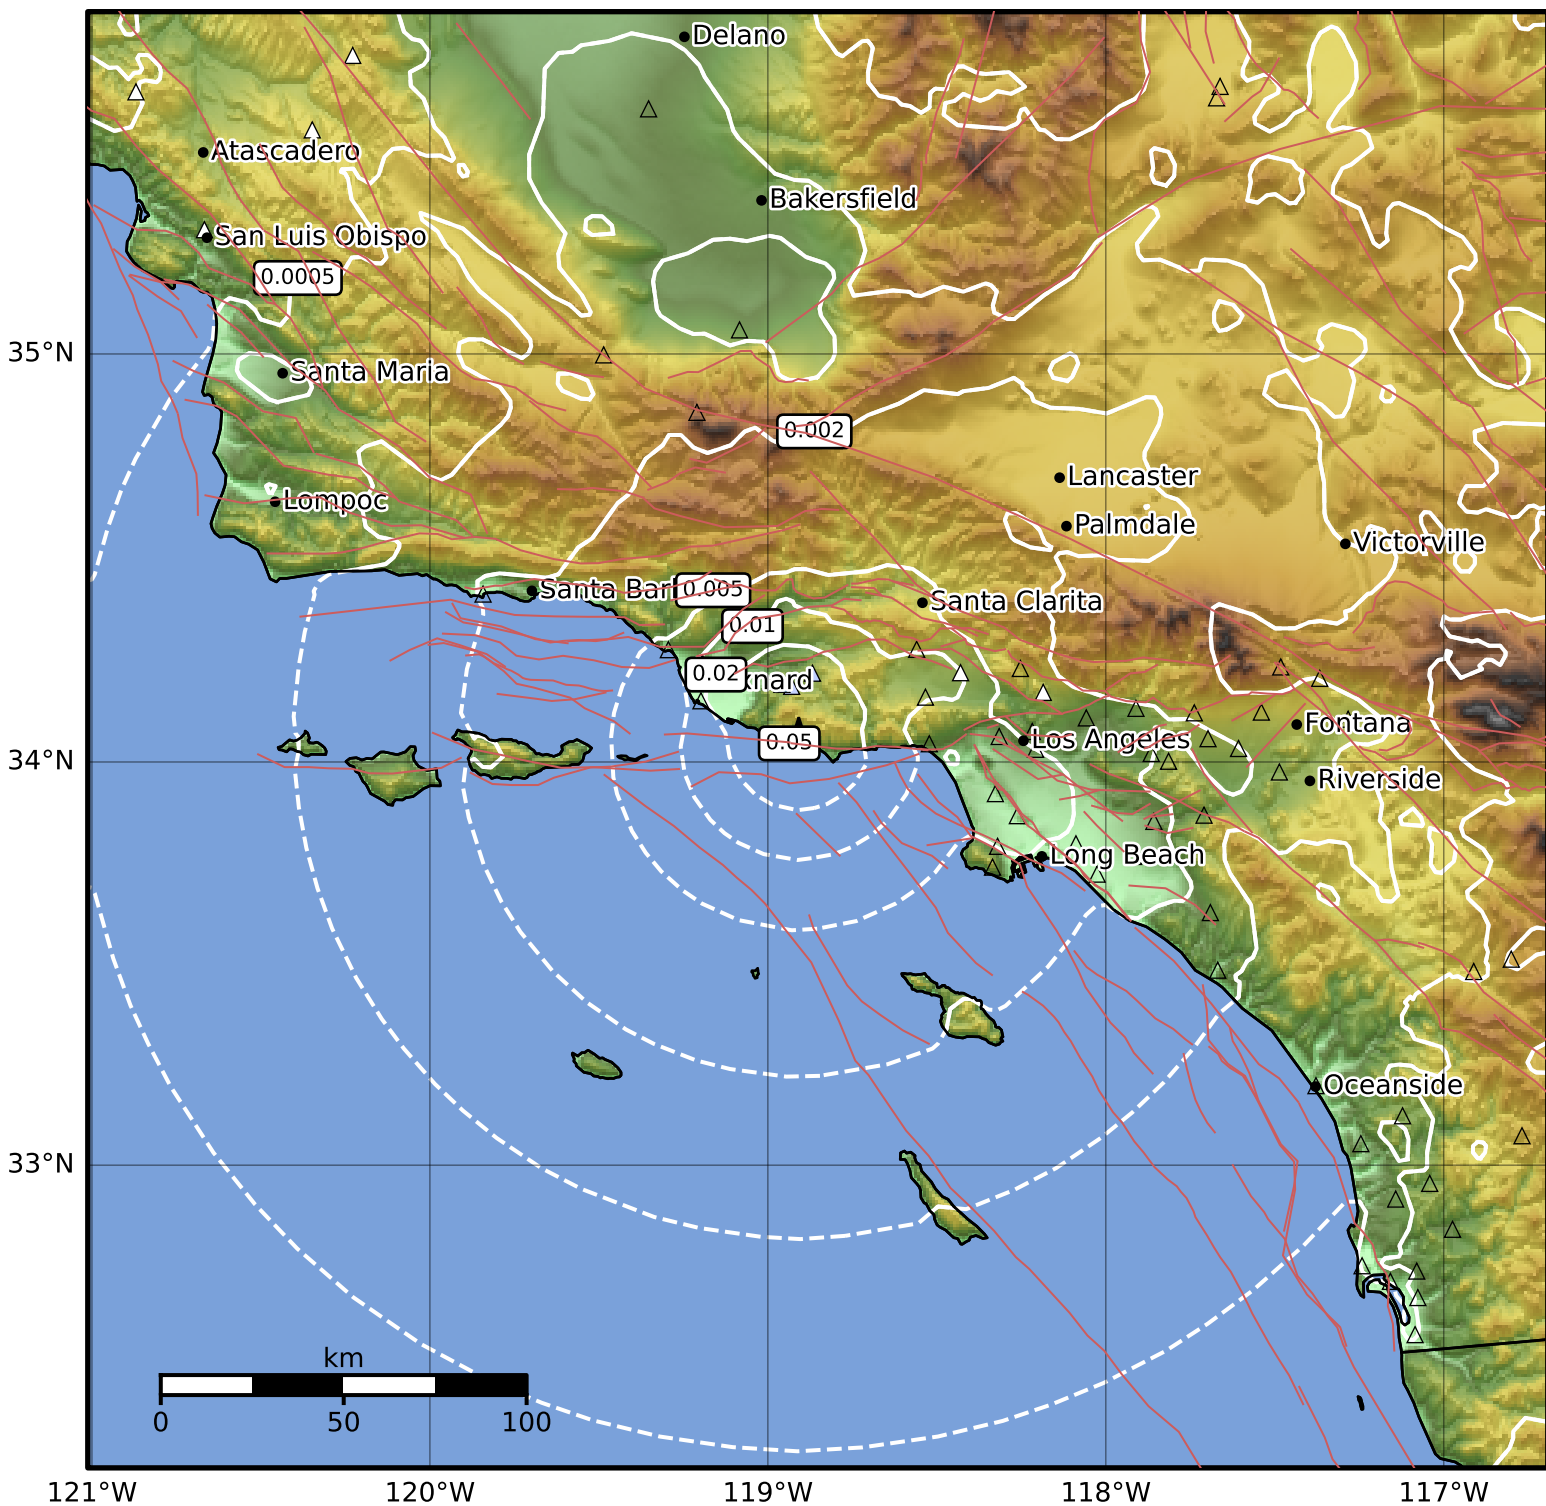 Delano
Atascadero
Bakersfield
San Luis Obispo
0.0005
35°N
Santa Maria
0.002
Lancaster
Lompoc
Palmdale
Victorville
Santa Bar
0.005
Santa Clarita
0.01
0.02
xnard
Fontana
0.05
Los Angeles
34°N
Riverside
Long Beach
Oceanside
33°N
km
0 50 100
121°W 120°W 119°W 118°W 117°W